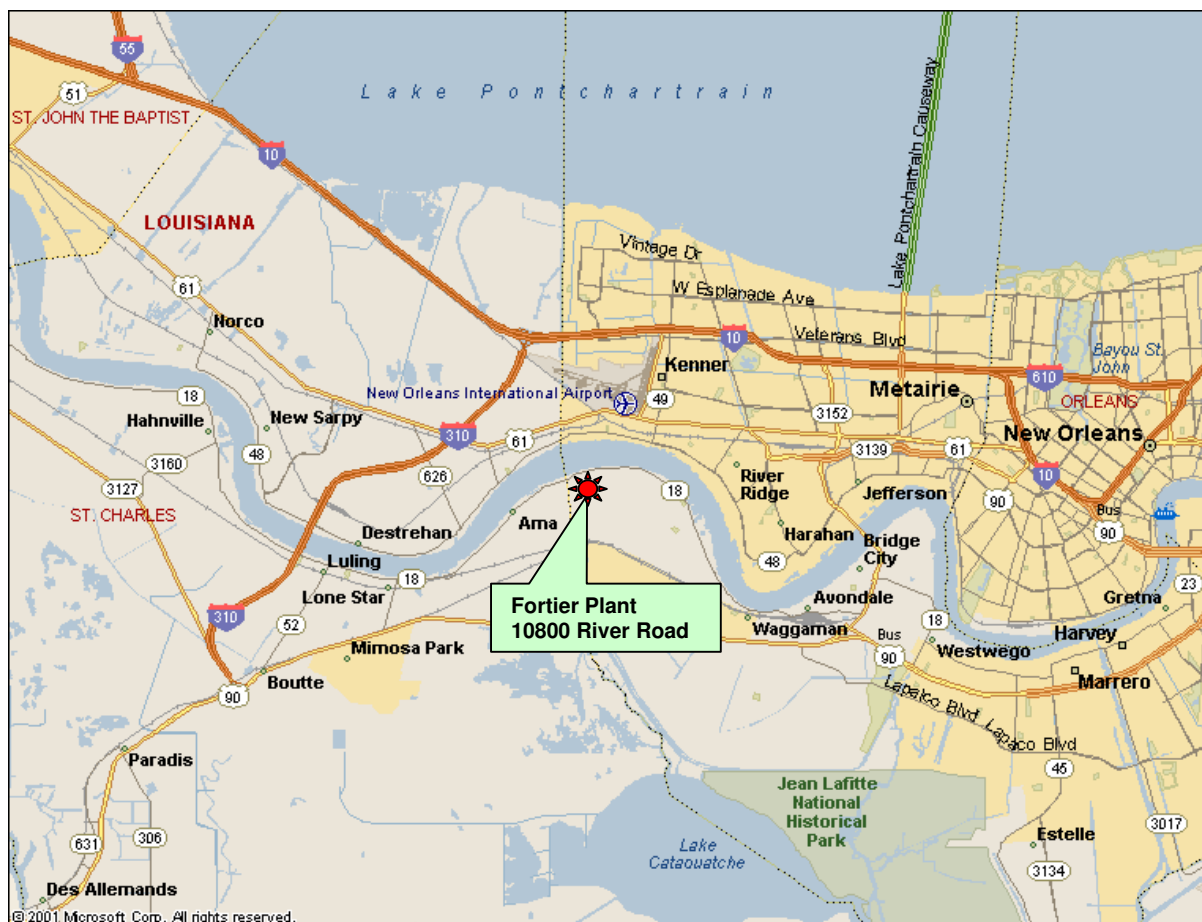 55
51
ST. JOHN THE BAPTIST
Lake Pontchartrain
Lake Pontchartrain Causeway
10
LOUISIANA
Vintage Dr
W Esplanade Ave
61
Norco
10
Veterans Blvd
Kenner
Bayou St. John
610
18
New Orleans International Airport
49
Metairie
ORLEANS
Hahnville
New Sarpy
310
61
3152
3139
61
New Orleans
3160
48
626
River Ridge
Jefferson
10
3127
18
90
ST. CHARLES
Arna
Harahan
Bus
90
Destrehan
Bridge City
48
Luling
18
Lone Star
Fortier Plant
10800 River Road
Avondale
23
Gretna
310
52
Waggaman
18
Harvey
Mimosa Park
Bus
90
Westwego
Boutte
Marrero
90
Lapalco Blvd
Lapaco Blvd
Paradis
45
Jean Lafitte
National
Historical
Park
306
631
Lake
Cataouatche
Estelle
3017
3134
Des Allemands
© 2001 Microsoft Corp. All rights reserved.